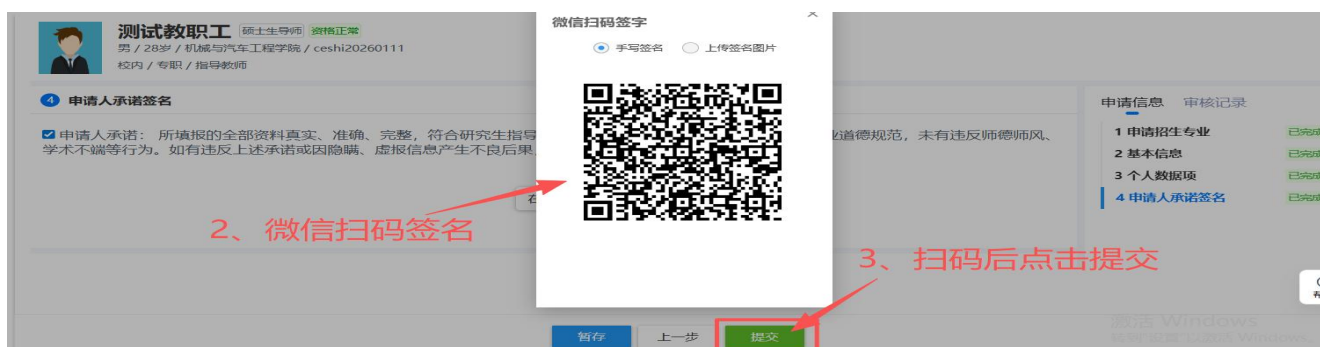 测试教职工 硕士生导师 资格正常
男 / 28岁 / 机械与汽车工程学院 / ceshi20260111
校内 / 专职 / 指导教师
4 申请人承诺签名
申请人承诺： 所填报的全部资料真实、准确、完整，符合研究生指导
业道德规范，未有违反师德师风、
学术不端等行为。如有违反上述承诺或因隐瞒、虚报信息产生不良后果
微信扫码签字
手写签名 上传签名图片
2、微信扫码签名
3、扫码后点击提交
暂存 上一步 提交
申请信息 审核记录
1 申请招生专业 已完成
2 基本信息 已完成
3 个人数据项 已完成
4 申请人承诺签名 已完成
激活 Windows